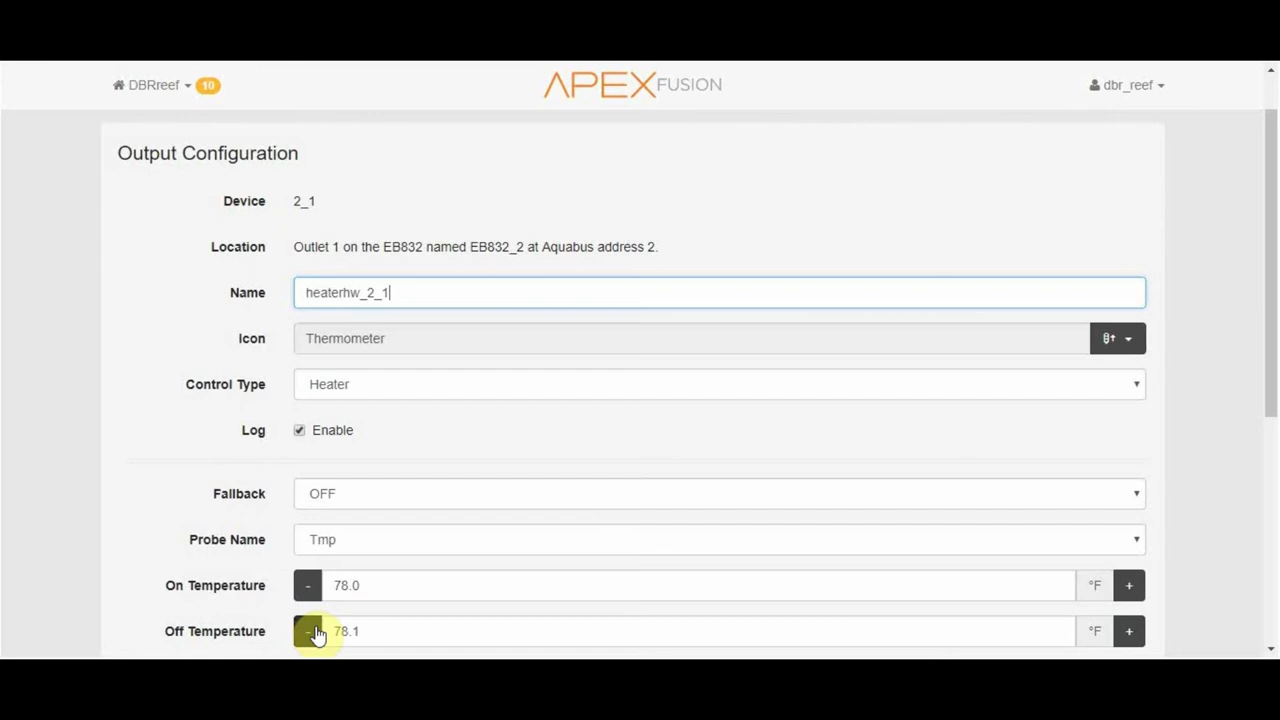 DBRreef 10 APEX FUSION dbr_reef
Output Configuration
Device 2_1
Location Outlet 1 on the EB832 named EB832_2 at Aquabus address 2.
Name heaterhw_2_1
Icon Thermometer
Control Type Heater
Log Enable
Fallback OFF
Probe Name Tmp
On Temperature - 78.0 °F +
Off Temperature - 78.1 °F +